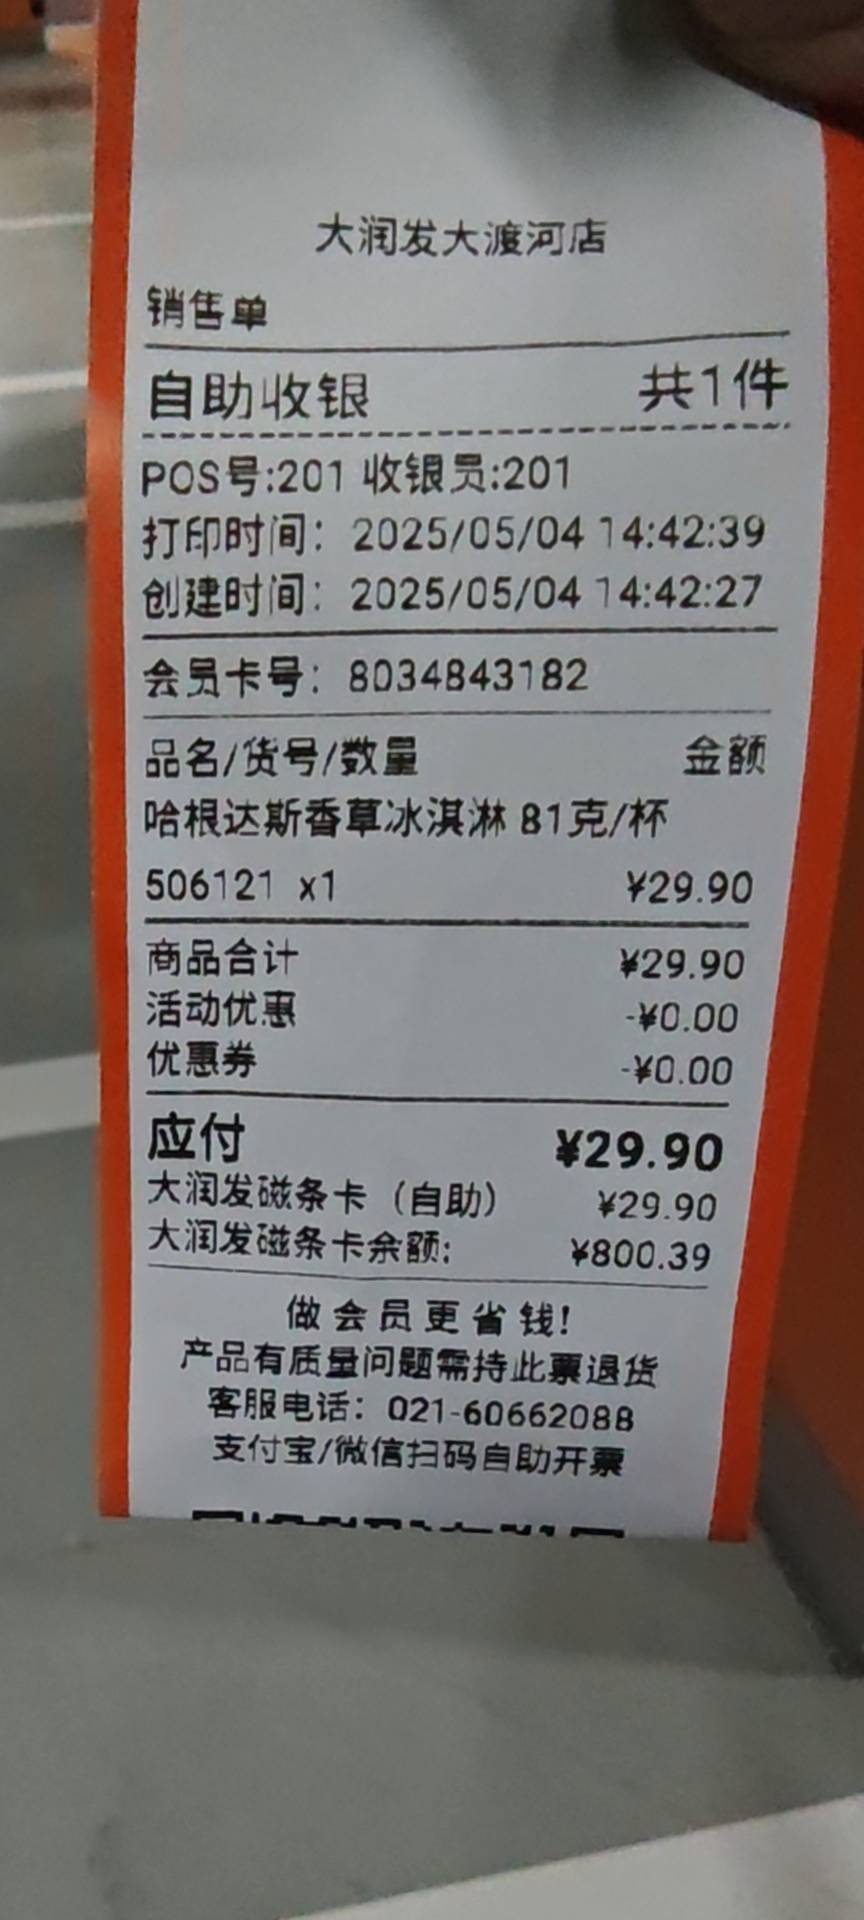 大润发大渡河店
销售单
自助收银 共1件
POS号:201 收银员:201
打印时间：2025/05/04 14:42:39
创建时间：2025/05/04 14:42:27
会员卡号：8034843182
品名/货号/数量 金额
哈根达斯香草冰淇淋 81克/杯
506121 x1 ¥29.90
商品合计 ¥29.90
活动优惠 -¥0.00
优惠券 -¥0.00
应付 ¥29.90
大润发磁条卡（自助） ¥29.90
大润发磁条卡余额: ¥800.39
做会员更省钱!
产品有质量问题需持此票退货
客服电话：021-60662088
支付宝/微信扫码自助开票